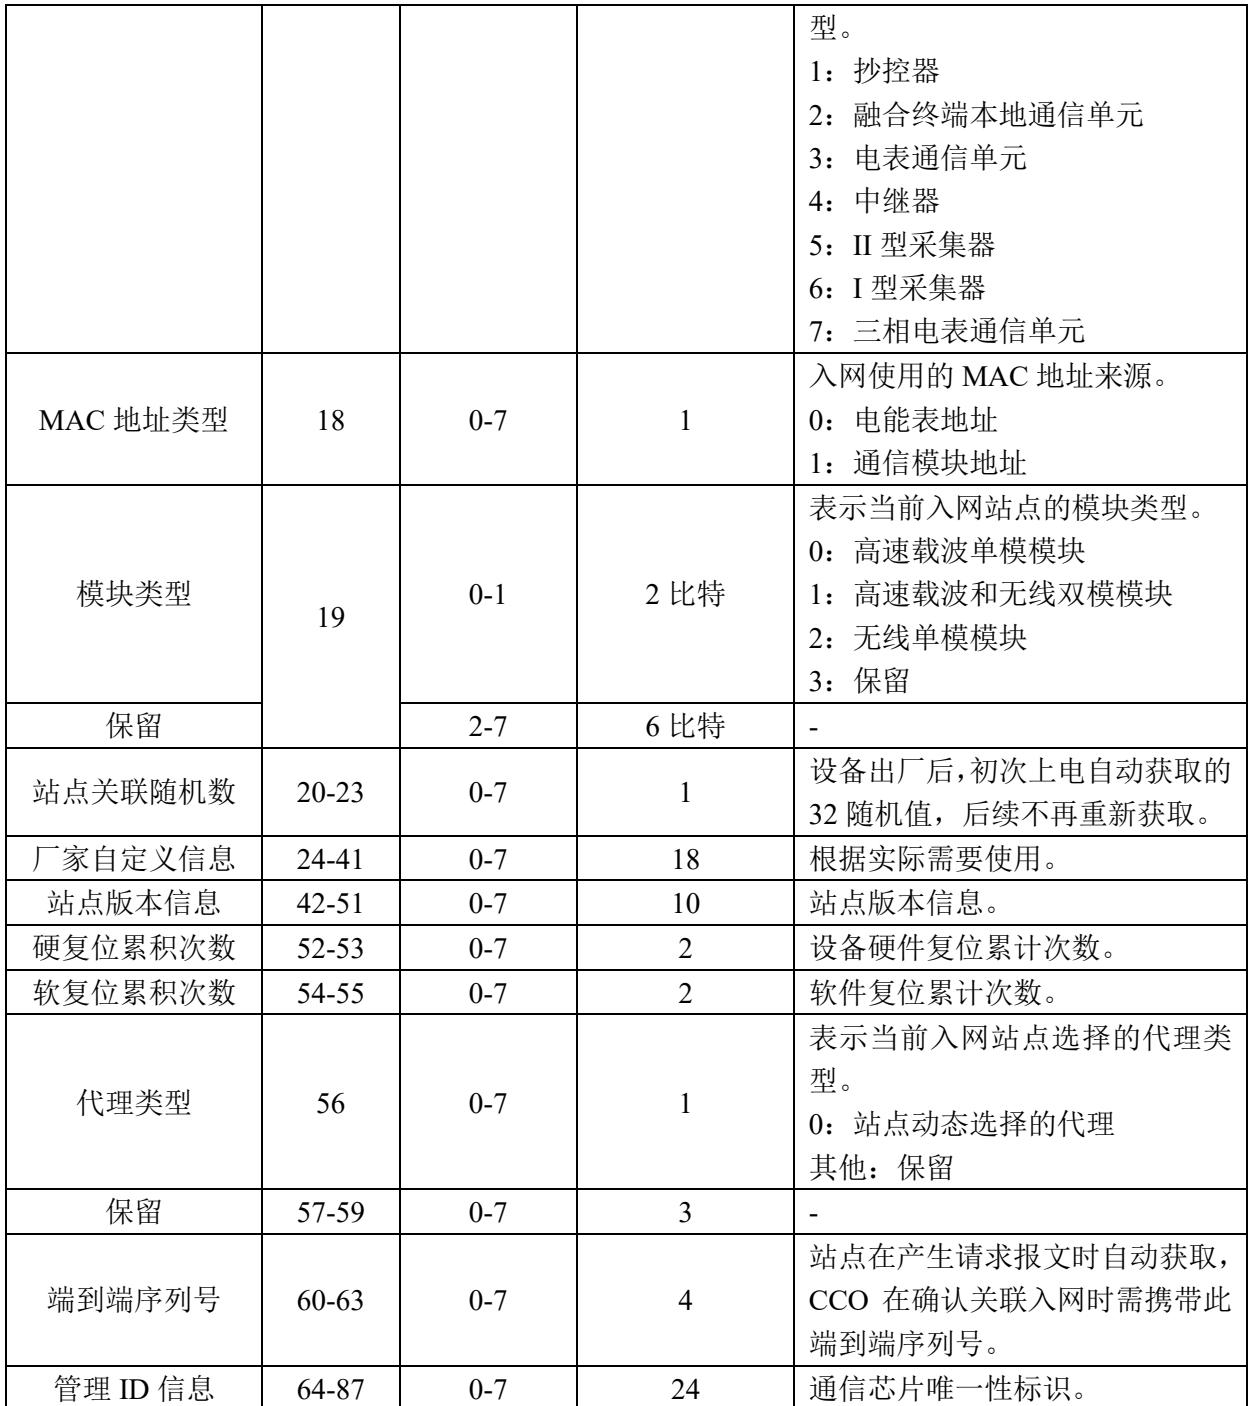 型。
1：抄控器
2：融合终端本地通信单元
3：电表通信单元
4：中继器
5：II 型采集器
6：I 型采集器
7：三相电表通信单元
MAC 地址类型 18 0-7 1
入网使用的 MAC 地址来源。
0：电能表地址
1：通信模块地址
模块类型 19 0-1 2 比特
表示当前入网站点的模块类型。
0：高速载波单模模块
1：高速载波和无线双模模块
2：无线单模模块
3：保留
保留 2-7 6 比特 -
站点关联随机数 20-23 0-7 1
设备出厂后，初次上电自动获取的
32 随机值，后续不再重新获取。
厂家自定义信息 24-41 0-7 18 根据实际需要使用。
站点版本信息 42-51 0-7 10 站点版本信息。
硬复位累积次数 52-53 0-7 2 设备硬件复位累计次数。
软复位累积次数 54-55 0-7 2 软件复位累计次数。
代理类型 56 0-7 1
表示当前入网站点选择的代理类
型。
0：站点动态选择的代理
其他：保留
保留 57-59 0-7 3 -
端到端序列号 60-63 0-7 4
站点在产生请求报文时自动获取，
CCO 在确认关联入网时需携带此
端到端序列号。
管理 ID 信息 64-87 0-7 24 通信芯片唯一性标识。